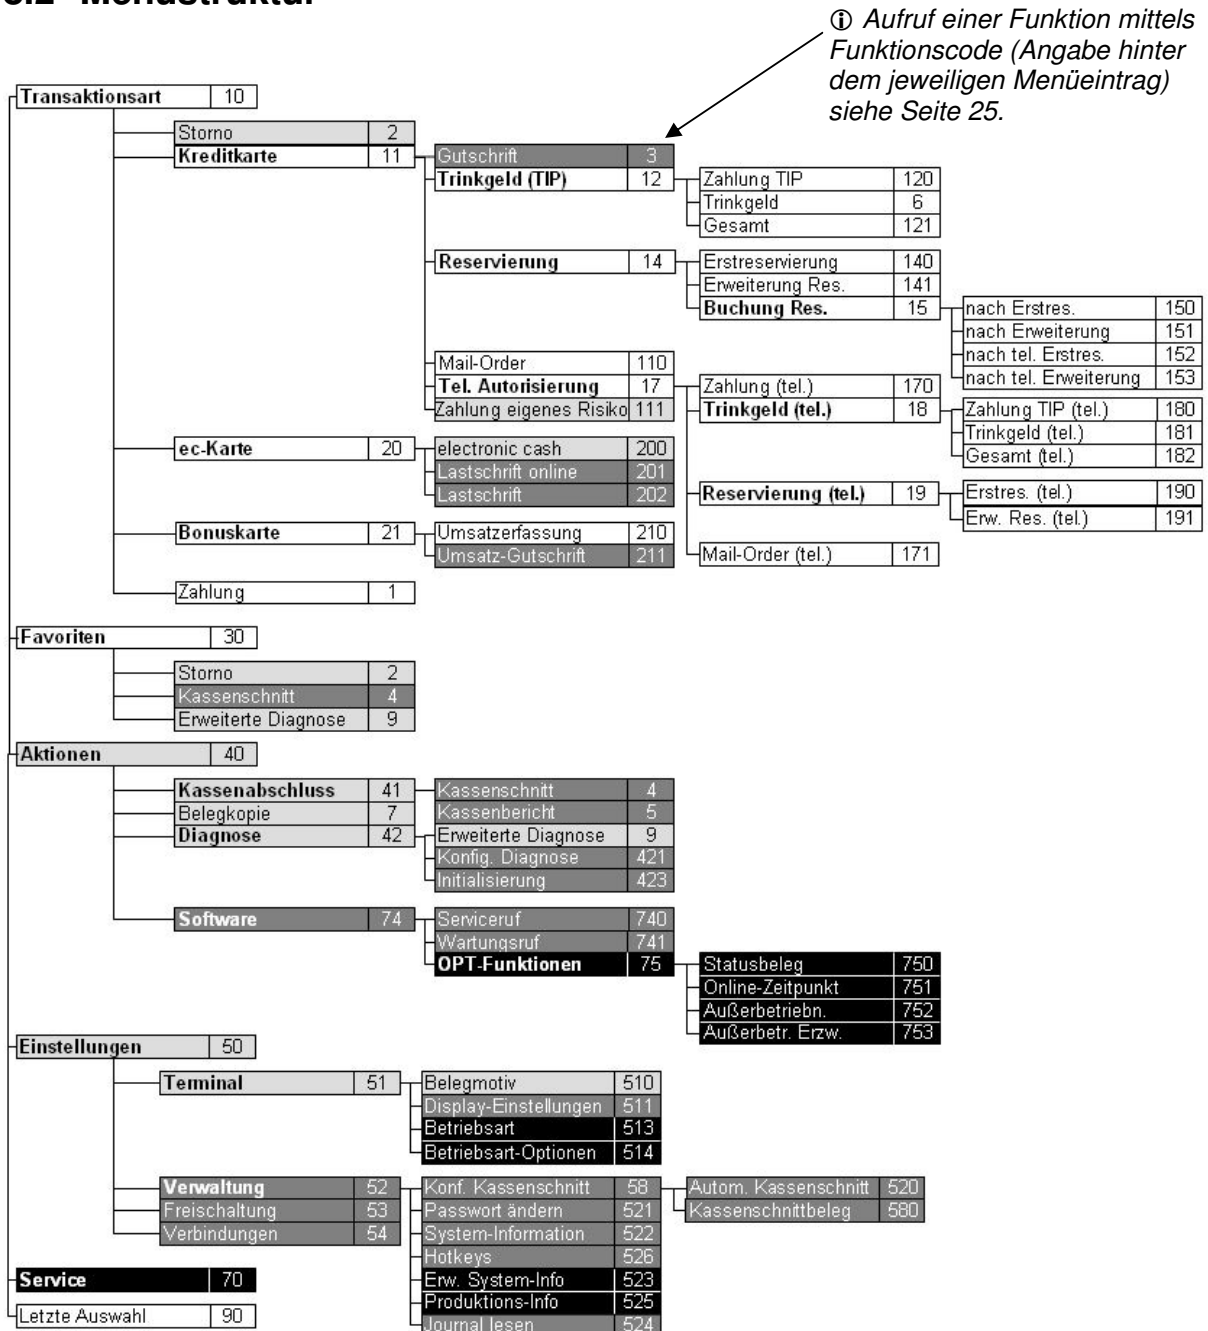 Menüstruktur
ⓘ Aufruf einer Funktion mittels
Funktionscode (Angabe hinter
dem jeweiligen Menüeintrag)
siehe Seite 25.
Transaktionsart 10
Storno 2
Kreditkarte 11
Gutschrift 3
Trinkgeld (TIP) 12
Zahlung TIP 120
Trinkgeld 6
Gesamt 121
Reservierung 14
Erstreservierung 140
Erweiterung Res. 141
Buchung Res. 15
nach Erstres. 150
nach Erweiterung 151
nach tel. Erstres. 152
nach tel. Erweiterung 153
Mail-Order 110
Tel. Autorisierung 17
Zahlung (tel.) 170
Trinkgeld (tel.) 18
Zahlung TIP (tel.) 180
Trinkgeld (tel.) 181
Gesamt (tel.) 182
Reservierung (tel.) 19
Erstres. (tel.) 190
Erw. Res. (tel.) 191
Mail-Order (tel.) 171
Zahlung eigenes Risiko 111
ec-Karte 20
electronic cash 200
Lastschrift online 201
Lastschrift 202
Bonuskarte 21
Umsatzerfassung 210
Umsatz-Gutschrift 211
Zahlung 1
Favoriten 30
Storno 2
Kassenschnitt 4
Erweiterte Diagnose 9
Aktionen 40
Kassenabschluss 41
Kassenschnitt 4
Kassenbericht 5
Belegkopie 7
Diagnose 42
Erweiterte Diagnose 9
Konfig. Diagnose 421
Initialisierung 423
Software 74
Serviceruf 740
Wartungsruf 741
OPT-Funktionen 75
Statusbeleg 750
Online-Zeitpunkt 751
Außerbetriebn. 752
Außerbetr. Erzw. 753
Einstellungen 50
Terminal 51
Belegmotiv 510
Display-Einstellungen 511
Betriebsart 513
Betriebsart-Optionen 514
Verwaltung 52
Konf. Kassenschnitt 58
Autom. Kassenschnitt 520
Kassenschnittbeleg 580
Passwort ändern 521
System-Information 522
Hotkeys 526
Erw. System-Info 523
Produktions-Info 525
Journal lesen 524
Freischaltung 53
Verbindungen 54
Service 70
Letzte Auswahl 90